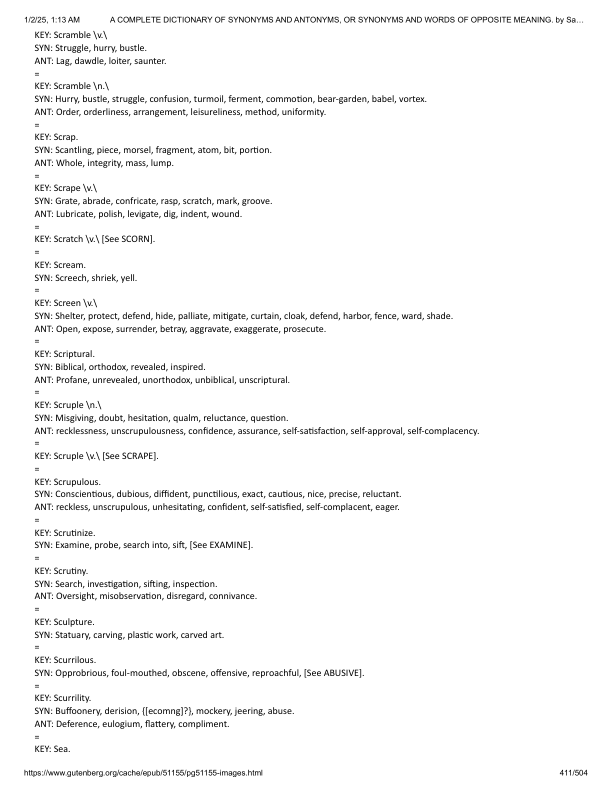 1/2/25, 1:13 AM A COMPLETE DICTIONARY OF SYNONYMS AND ANTONYMS, OR SYNONYMS AND WORDS OF OPPOSITE MEANING. by Sa…
KEY: Scramble \v.\
SYN: Struggle, hurry, bustle.
ANT: Lag, dawdle, loiter, saunter.
=
KEY: Scramble \n.\
SYN: Hurry, bustle, struggle, confusion, turmoil, ferment, commotion, bear-garden, babel, vortex.
ANT: Order, orderliness, arrangement, leisureliness, method, uniformity.
=
KEY: Scrap.
SYN: Scantling, piece, morsel, fragment, atom, bit, portion.
ANT: Whole, integrity, mass, lump.
=
KEY: Scrape \v.\
SYN: Grate, abrade, confricate, rasp, scratch, mark, groove.
ANT: Lubricate, polish, levigate, dig, indent, wound.
=
KEY: Scratch \v.\ [See SCORN].
=
KEY: Scream.
SYN: Screech, shriek, yell.
=
KEY: Screen \v.\
SYN: Shelter, protect, defend, hide, palliate, mitigate, curtain, cloak, defend, harbor, fence, ward, shade.
ANT: Open, expose, surrender, betray, aggravate, exaggerate, prosecute.
=
KEY: Scriptural.
SYN: Biblical, orthodox, revealed, inspired.
ANT: Profane, unrevealed, unorthodox, unbiblical, unscriptural.
=
KEY: Scruple \n.\
SYN: Misgiving, doubt, hesitation, qualm, reluctance, question.
ANT: recklessness, unscrupulousness, confidence, assurance, self-satisfaction, self-approval, self-complacency.
=
KEY: Scruple \v.\ [See SCRAPE].
=
KEY: Scrupulous.
SYN: Conscientious, dubious, diffident, punctilious, exact, cautious, nice, precise, reluctant.
ANT: reckless, unscrupulous, unhesitating, confident, self-satisfied, self-complacent, eager.
=
KEY: Scrutinize.
SYN: Examine, probe, search into, sift, [See EXAMINE].
=
KEY: Scrutiny.
SYN: Search, investigation, sifting, inspection.
ANT: Oversight, misobservation, disregard, connivance.
=
KEY: Sculpture.
SYN: Statuary, carving, plastic work, carved art.
=
KEY: Scurrilous.
SYN: Opprobrious, foul-mouthed, obscene, offensive, reproachful, [See ABUSIVE].
=
KEY: Scurrility.
SYN: Buffoonery, derision, {[ecomng]?}, mockery, jeering, abuse.
ANT: Deference, eulogium, flattery, compliment.
=
KEY: Sea.
https://www.gutenberg.org/cache/epub/51155/pg51155-images.html 411/504